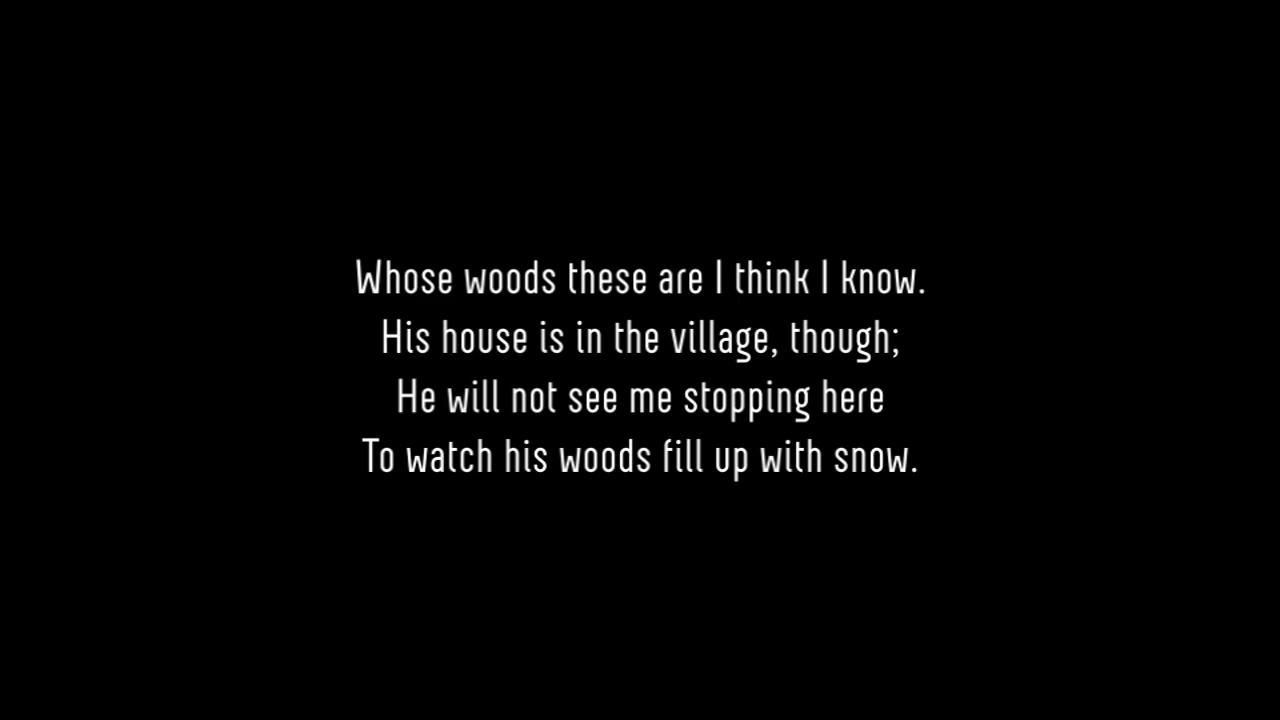 Whose woods these are I think I know.
His house is in the village, though;
He will not see me stopping here
To watch his woods fill up with snow.